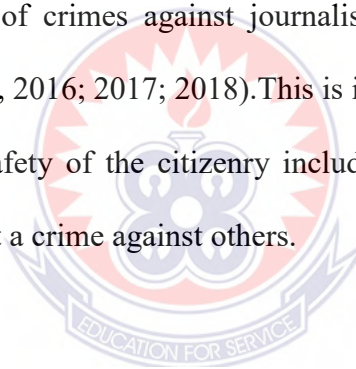 of crimes against journalis
, 2016; 2017; 2018).This is i
afety of the citizenry includ
a crime against others.
EDUCATION FOR SERVICE